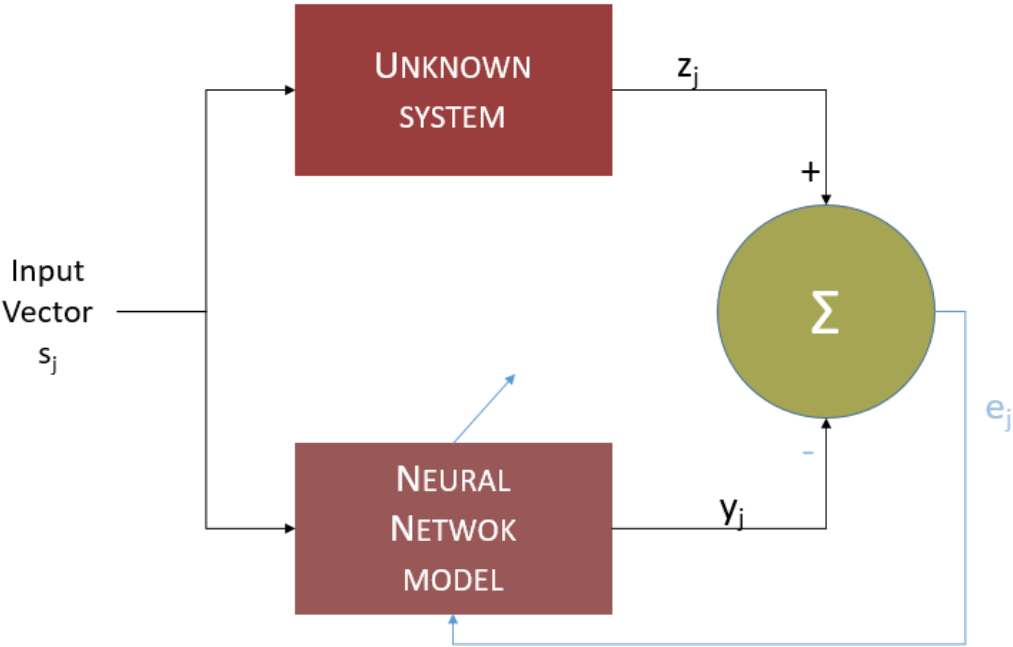 UNKNOWN
SYSTEM
zj
+
Input
Vector
sj
Σ
ej
-
NEURAL
NETWOK
MODEL
yj